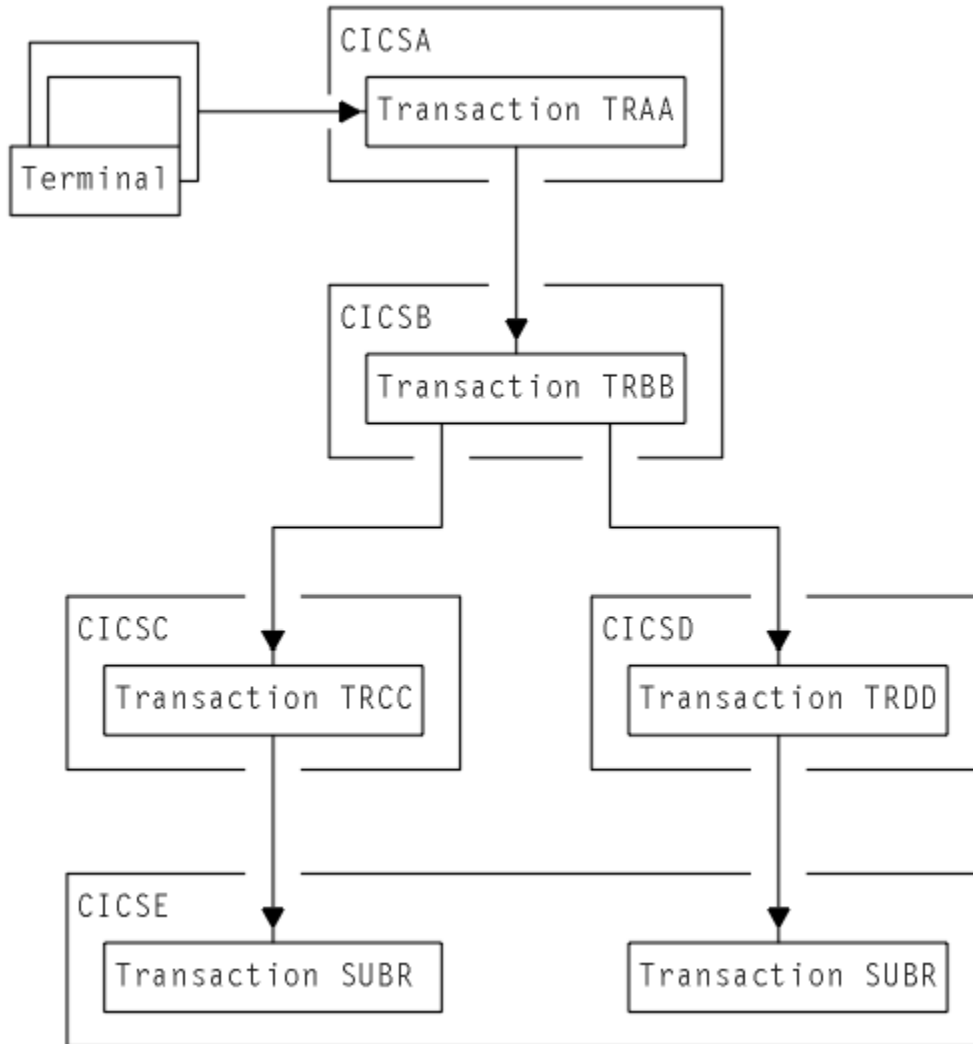 CICSA
Transaction TRAA
Terminal
CICSB
Transaction TRBB
CICSC
CICSD
Transaction TRCC
Transaction TRDD
CICSE
Transaction SUBR
Transaction SUBR